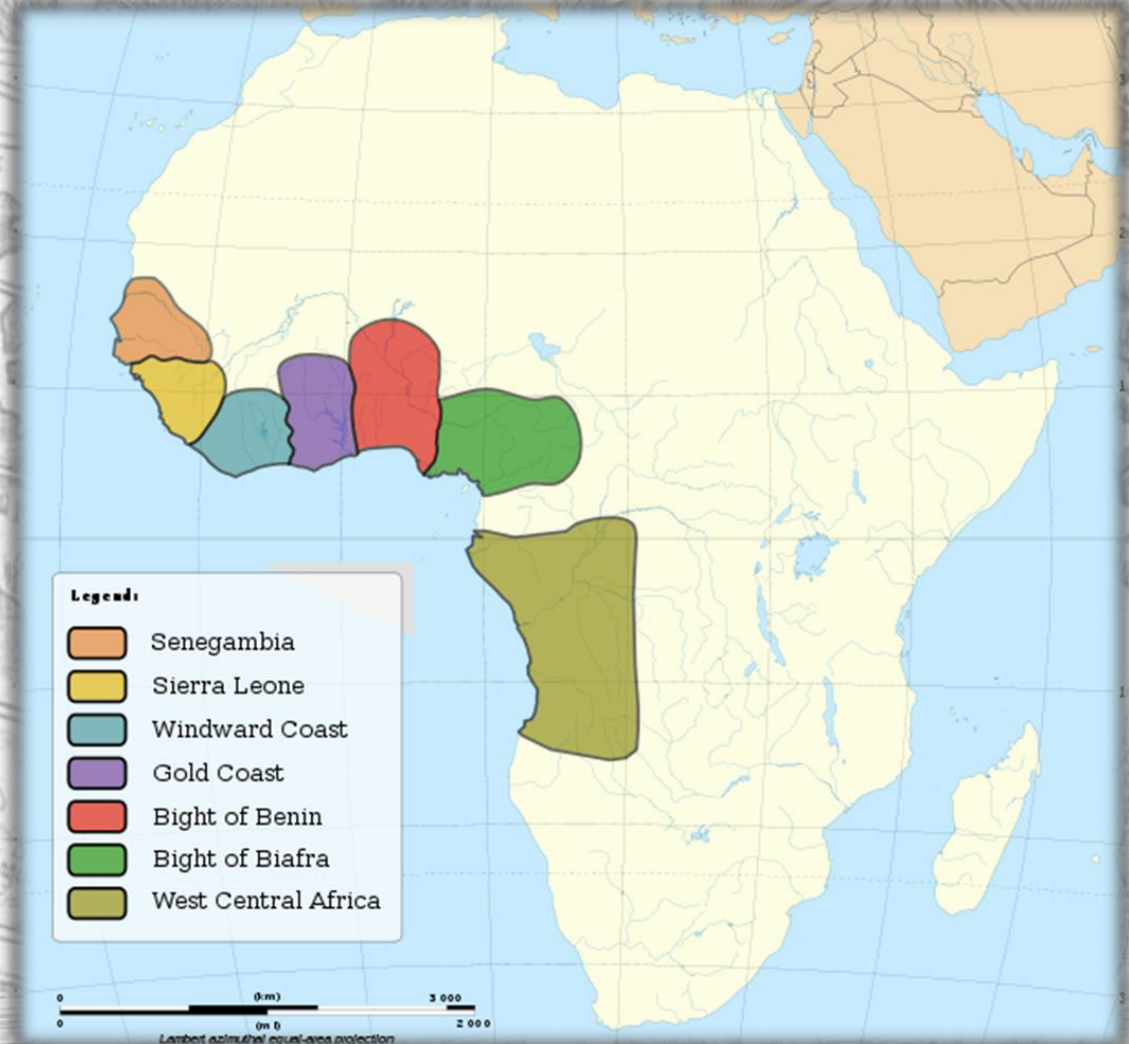 Legend:
Senegambia
Sierra Leone
Windward Coast
Gold Coast
Bight of Benin
Bight of Biafra
West Central Africa
0 (km) 3 000
0 (mi) 2 000
Lambert azimuthal equal-area projection